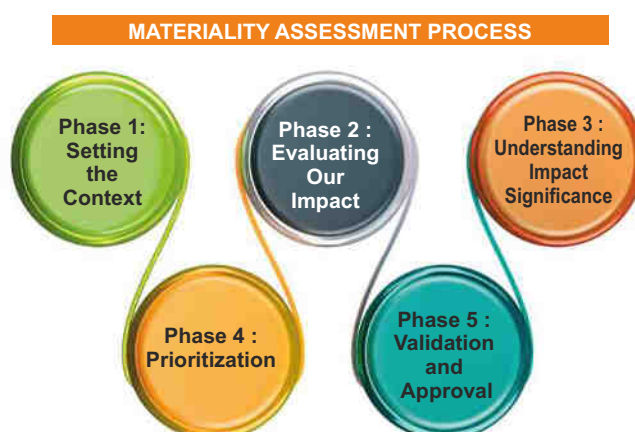 MATERIALITY ASSESSMENT PROCESS
Phase 1:
Setting
the
Context
Phase 2 :
Evaluating
Our
Impact
Phase 3 :
Understanding
Impact
Significance
Phase 4 :
Prioritization
Phase 5 :
Validation
and
Approval